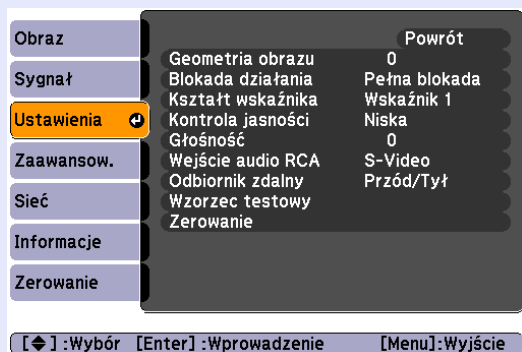 Obraz
Sygnał
Ustawienia
Zaawansow.
Sieć
Informacje
Zerowanie
Powrót
Geometria obrazu 0
Blokada działania Pełna blokada
Kształt wskaźnika Wskaźnik 1
Kontrola jasności Niska
Głośność 0
Wejście audio RCA S-Video
Odbiornik zdalny Przód/Tył
Wzorzec testowy
Zerowanie
[◆] :Wybór [Enter] :Wprowadzenie [Menu]:Wyjście